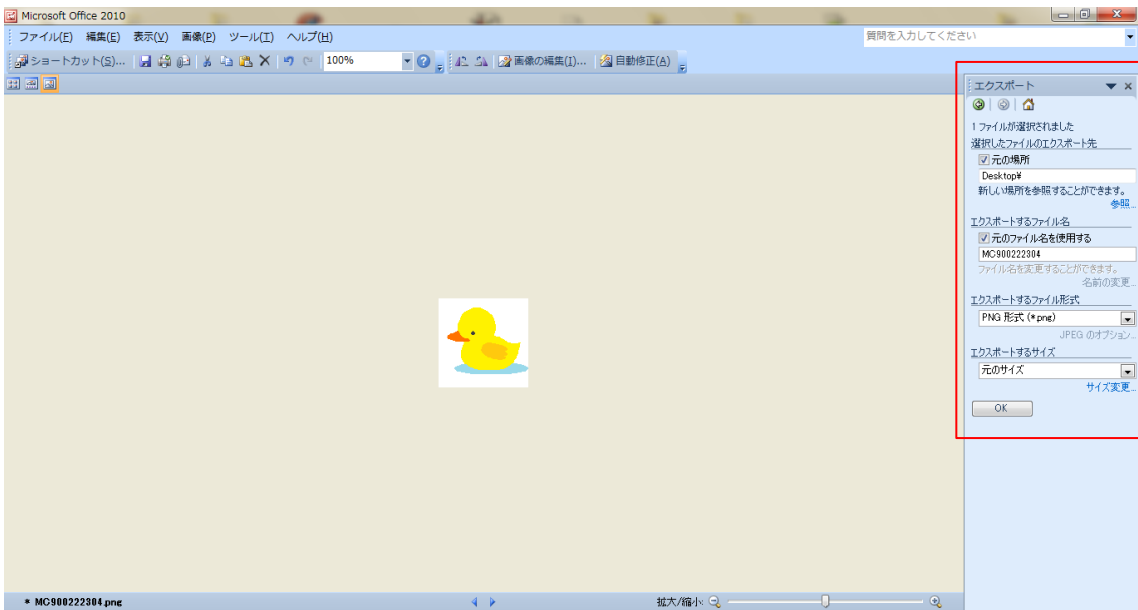 Microsoft Office 2010
ファイル(F) 編集(E) 表示(V) 画像(P) ツール(T) ヘルプ(H)
質問を入力してください
ショートカット(S)...
100%
画像の編集(I)...
自動修正(A)
エクスポート
1 ファイルが選択されました
選択したファイルのエクスポート先
元の場所
Desktop¥
新しい場所を参照することができます。
参照...
エクスポートするファイル名
元のファイル名を使用する
MC900222304
ファイル名を変更することができます。
名前の変更...
エクスポートするファイル形式
PNG 形式 (*.png)
JPEG のオプション...
エクスポートするサイズ
元のサイズ
サイズ変更...
OK
* MC900222304.png
拡大/縮小: